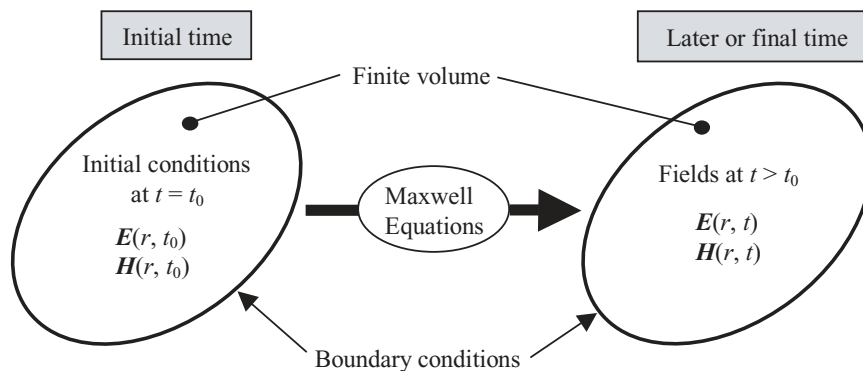 Initial time
Later or final time
Finite volume
Initial conditions
at t = t₀
E(r, t₀)
H(r, t₀)
Maxwell
Equations
Fields at t > t₀
E(r, t)
H(r, t)
Boundary conditions